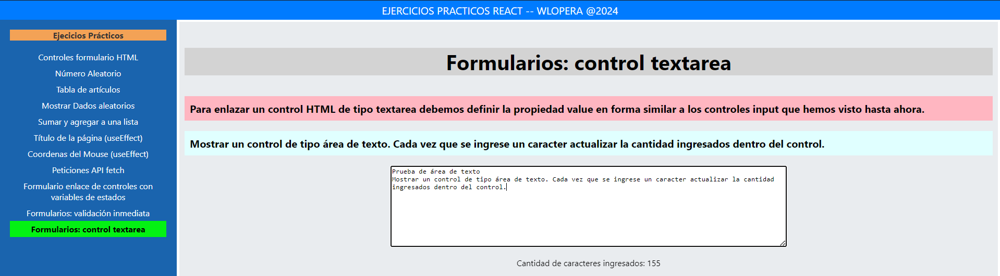 EJERCICIOS PRACTICOS REACT -- WLOPERA @2024
Ejecicios Prácticos
Controles formulario HTML
Número Aleatorio
Tabla de artículos
Mostrar Dados aleatorios
Sumar y agregar a una lista
Título de la página (useEffect)
Coordenas del Mouse (useEffect)
Peticiones API fetch
Formulario enlace de controles con
variables de estados
Formularios: validación inmediata
Formularios: control textarea
Formularios: control textarea
Para enlazar un control HTML de tipo textarea debemos definir la propiedad value en forma similar a los controles input que hemos visto hasta ahora.
Mostrar un control de tipo área de texto. Cada vez que se ingrese un caracter actualizar la cantidad ingresados dentro del control.
Prueba de área de texto
Mostrar un control de tipo área de texto. Cada vez que se ingrese un caracter actualizar la cantidad
ingresados dentro del control.
Cantidad de caracteres ingresados: 155